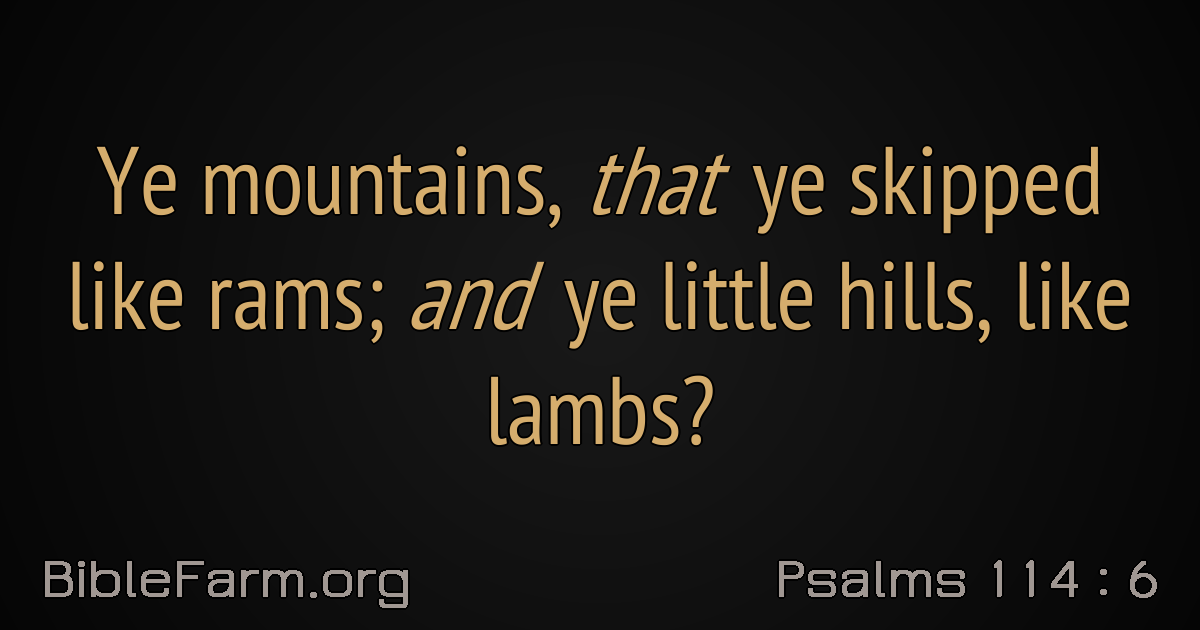 Ye mountains, that ye skipped
like rams; and ye little hills, like
lambs?
BibleFarm.org
Psalms 114 : 6